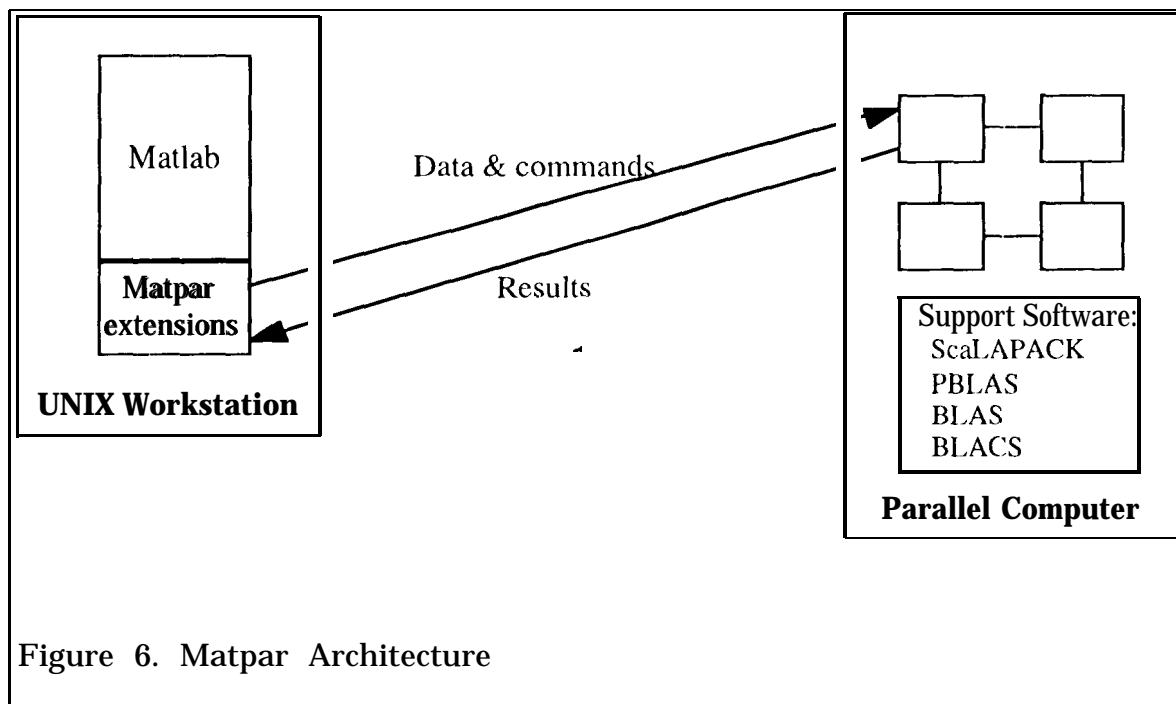 Matlab
Matpar
extensions
UNIX Workstation
Data & commands
Results
Support Software:
ScaLAPACK
PBLAS
BLAS
BLACS
Parallel Computer
Figure 6. Matpar Architecture